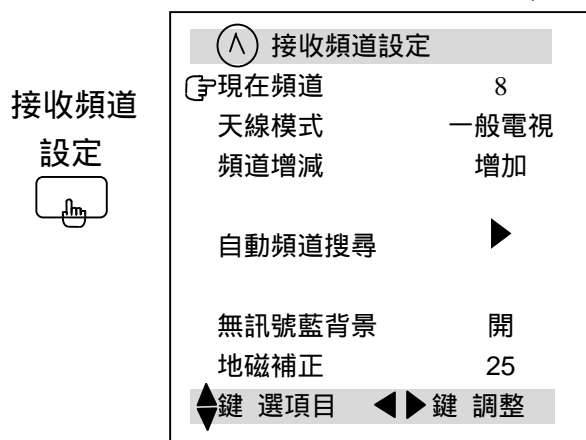 接收頻道
設定
接收頻道設定
現在頻道 8
天線模式 一般電視
頻道增減 增加
自動頻道搜尋
無訊號藍背景 開
地磁補正 25
鍵 選項目 鍵 調整